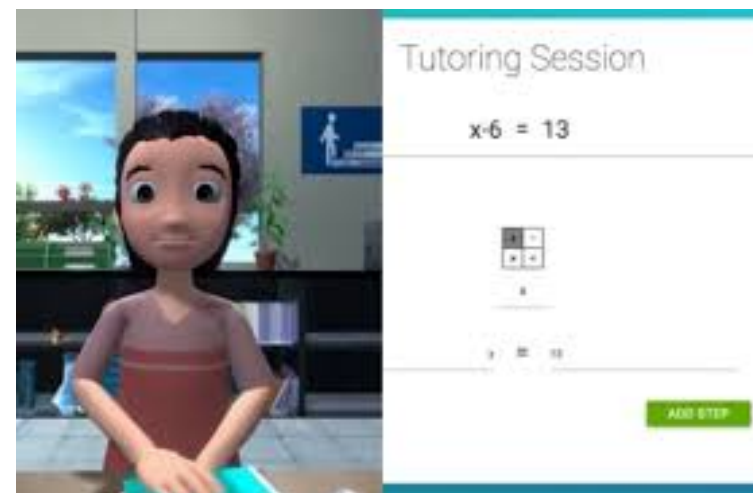 Tutoring Session
x-6 = 13
=
ADD STEP